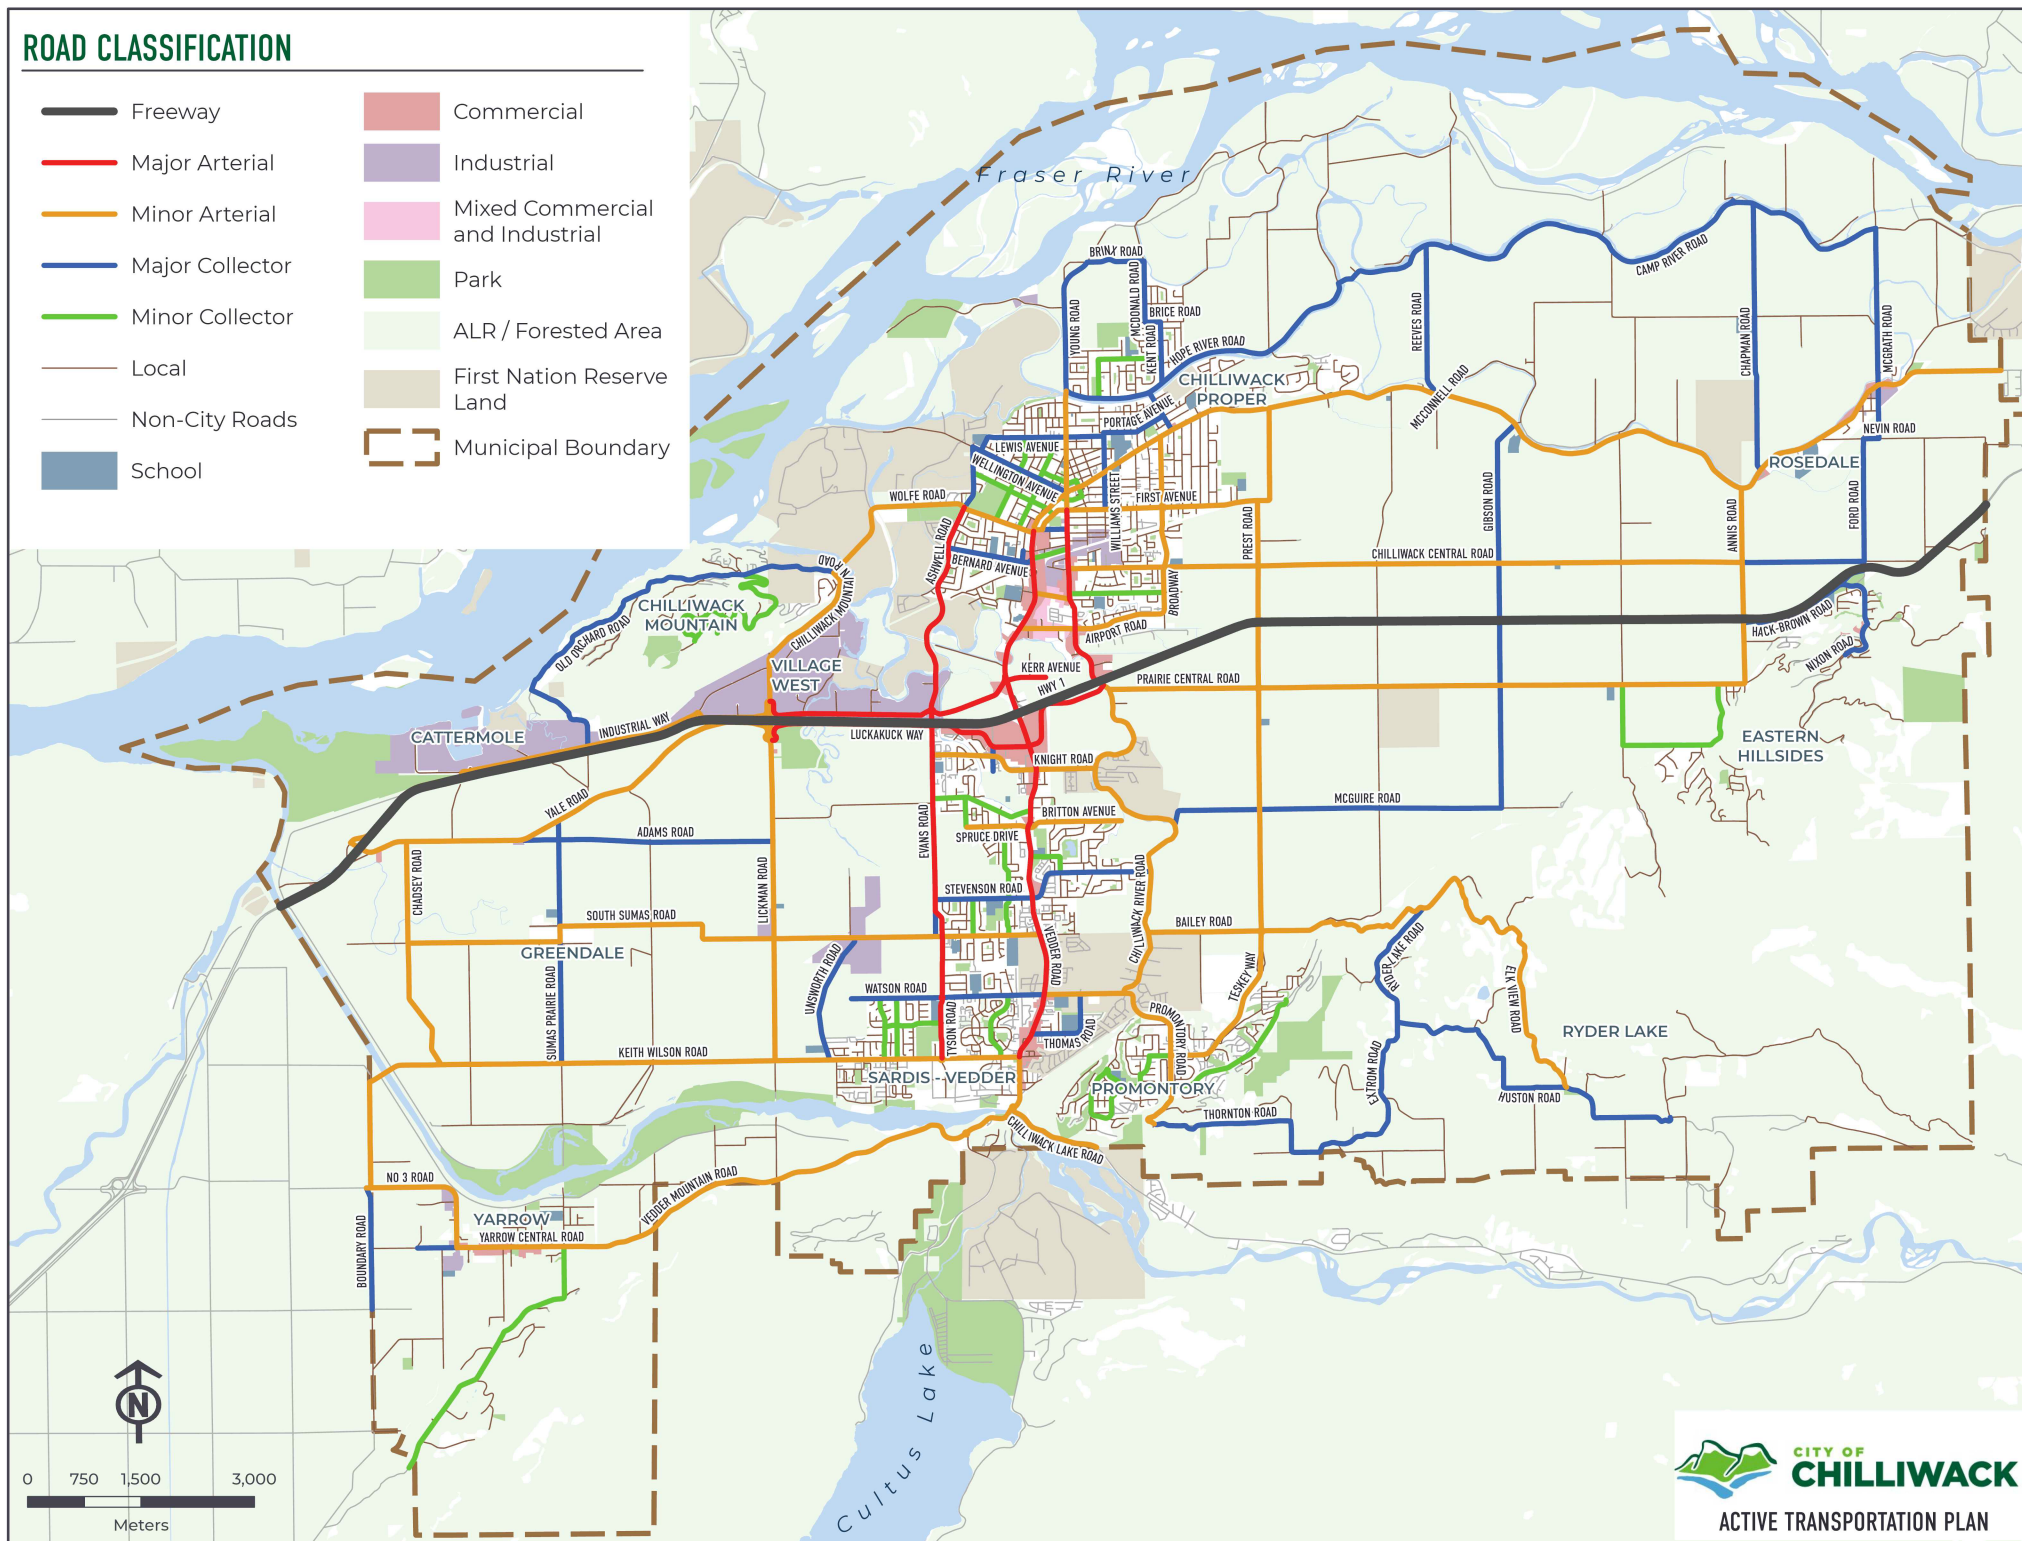 ROAD CLASSIFICATION
Freeway
Major Arterial
Minor Arterial
Major Collector
Minor Collector
Local
Non-City Roads
School
Commercial
Industrial
Mixed Commercial
and Industrial
Park
ALR / Forested Area
First Nation Reserve
Land
Municipal Boundary
Fraser River
BRINX ROAD
YOUNG ROAD
MCDONALD ROAD
BRICE ROAD
KENT ROAD
HOPE RIVER ROAD
CAMP RIVER ROAD
REEVES ROAD
CHAPMAN ROAD
MCGRATH ROAD
CHILLIWACK
PROPER
PORTAGE AVENUE
MCCONNELL ROAD
NEVIN ROAD
ROSEDALE
LEWIS AVENUE
WELLINGTON AVENUE
WOLFE ROAD
FIRST AVENUE
WILLIAMS STREET
PREST ROAD
GIBSON ROAD
ANNIS ROAD
FORD ROAD
ASHWELL ROAD
BERNARD AVENUE
CHILLIWACK CENTRAL ROAD
BROADWAY
AIRPORT ROAD
CHILLIWACK MOUNTAIN ROAD
CHILLIWACK
MOUNTAIN
OLD ORCHARD ROAD
HACK-BROWN ROAD
NIXON ROAD
VILLAGE
WEST
KERR AVENUE
HWY 1
PRAIRIE CENTRAL ROAD
CATTERMOLE
INDUSTRIAL WAY
LUCKAKUCK WAY
EASTERN
HILLSIDES
KNIGHT ROAD
YALE ROAD
MCGUIRE ROAD
BRITTON AVENUE
ADAMS ROAD
SPRUCE DRIVE
EVANS ROAD
CHADSEY ROAD
LICKMAN ROAD
STEVENSON ROAD
CHILLIWACK RIVER ROAD
SOUTH SUMAS ROAD
BAILEY ROAD
GREENDALE
VEDDER ROAD
RYDER LAKE ROAD
ELK VIEW ROAD
UNSWORTH ROAD
TESKEY WAY
WATSON ROAD
SUMAS PRAIRIE ROAD
TYSON ROAD
THOMAS ROAD
PROMONTORY ROAD
RYDER LAKE
KEITH WILSON ROAD
SARDIS - VEDDER
PROMONTORY
EXTROM ROAD
HUSTON ROAD
THORNTON ROAD
CHILLIWACK LAKE ROAD
NO 3 ROAD
VEDDER MOUNTAIN ROAD
YARROW
YARROW CENTRAL ROAD
BOUNDARY ROAD
Cultus Lake
N
0 750 1,500 3,000
Meters
CITY OF
CHILLIWACK
ACTIVE TRANSPORTATION PLAN